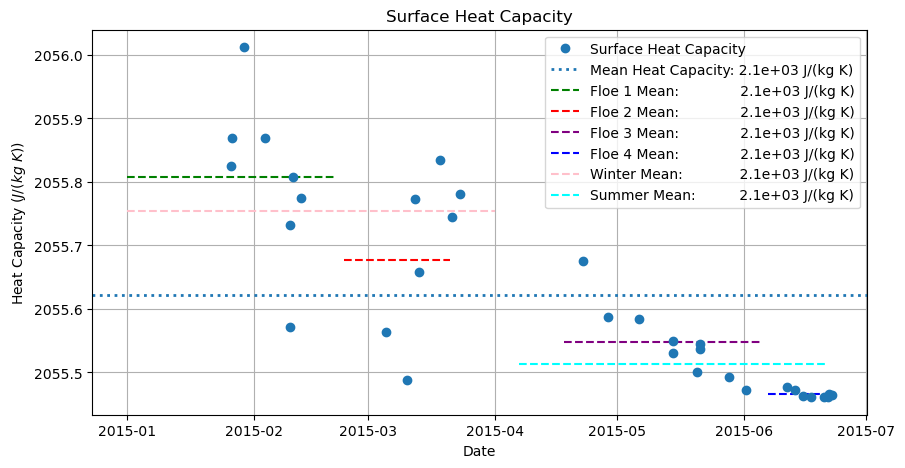 Surface Heat Capacity
Heat Capacity (J/(kg K))
2056.0
2055.9
2055.8
2055.7
2055.6
2055.5
Surface Heat Capacity
Mean Heat Capacity: 2.1e+03 J/(kg K)
Floe 1 Mean: 2.1e+03 J/(kg K)
Floe 2 Mean: 2.1e+03 J/(kg K)
Floe 3 Mean: 2.1e+03 J/(kg K)
Floe 4 Mean: 2.1e+03 J/(kg K)
Winter Mean: 2.1e+03 J/(kg K)
Summer Mean: 2.1e+03 J/(kg K)
2015-01 2015-02 2015-03 2015-04 2015-05 2015-06 2015-07
Date